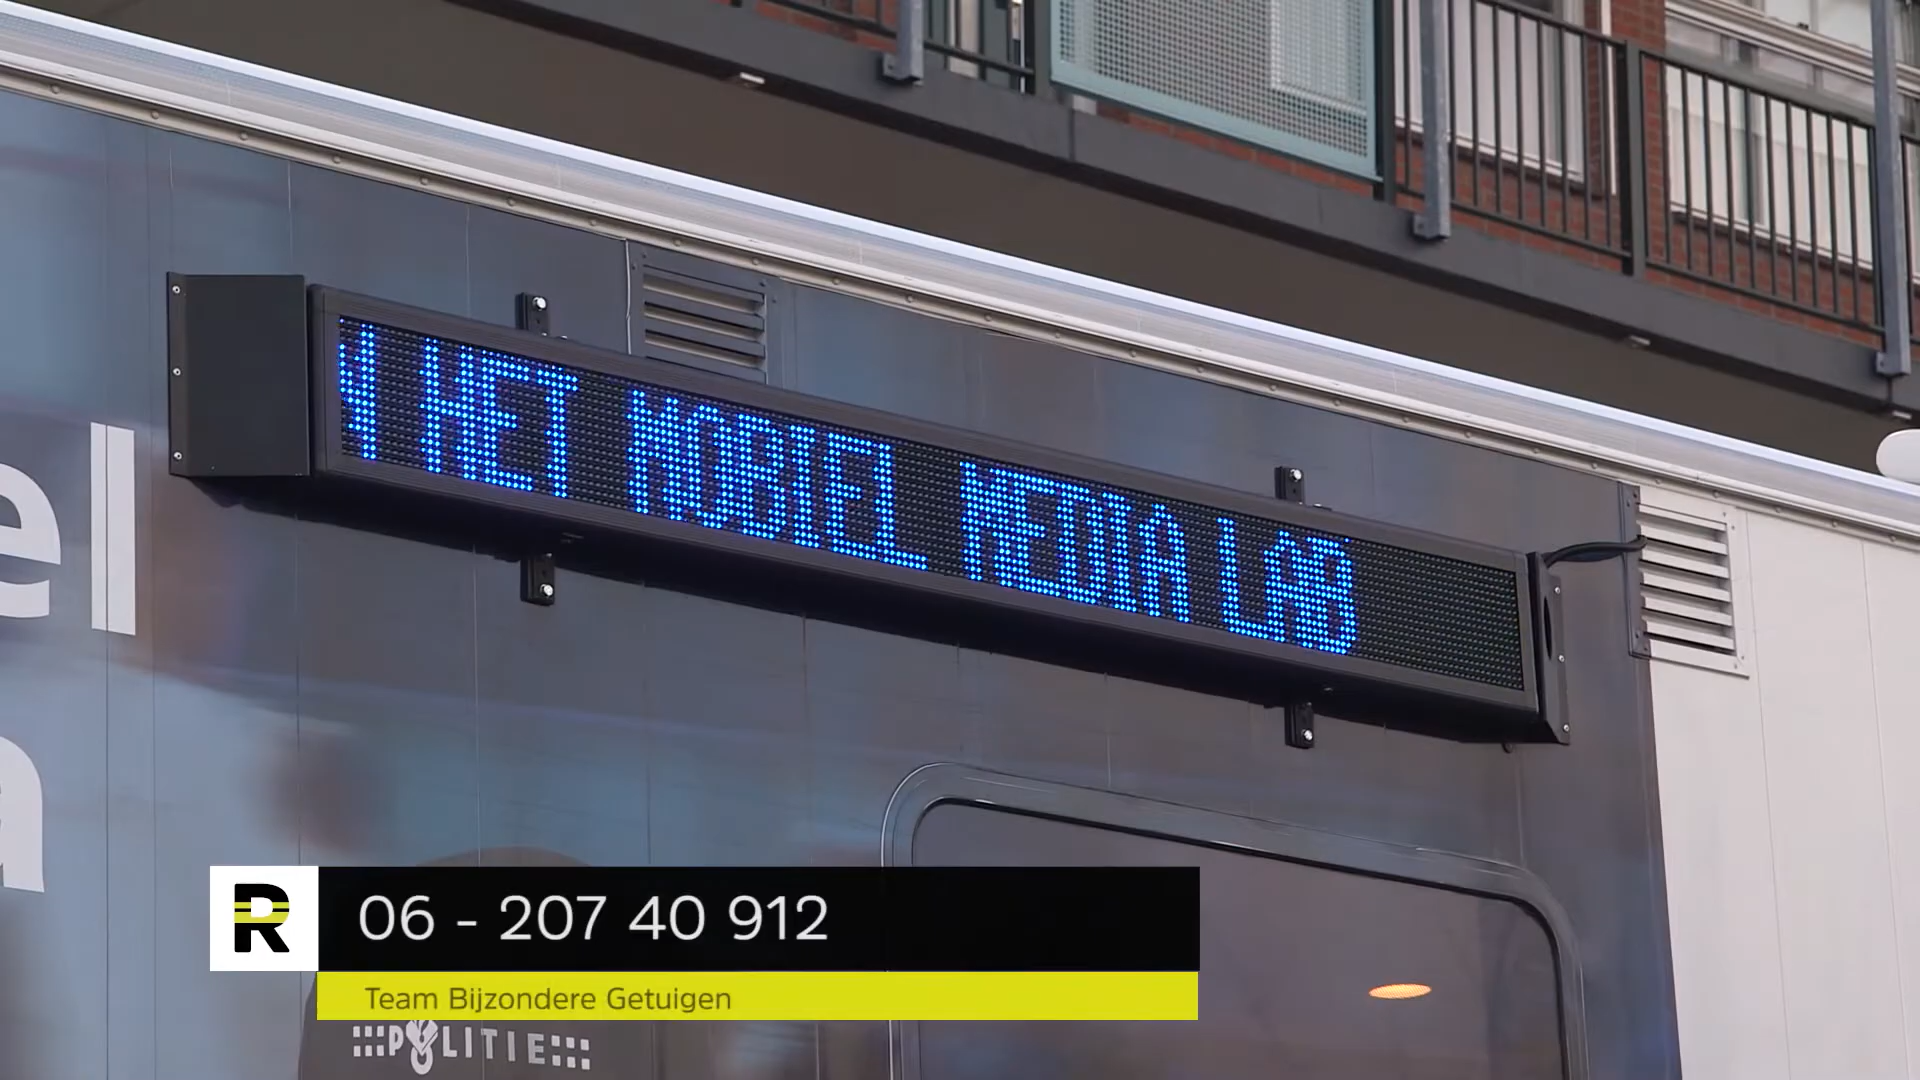 HET MOBIEL MEDIA LAB
el
a
R
06 - 207 40 912
Team Bijzondere Getuigen
POLITIE